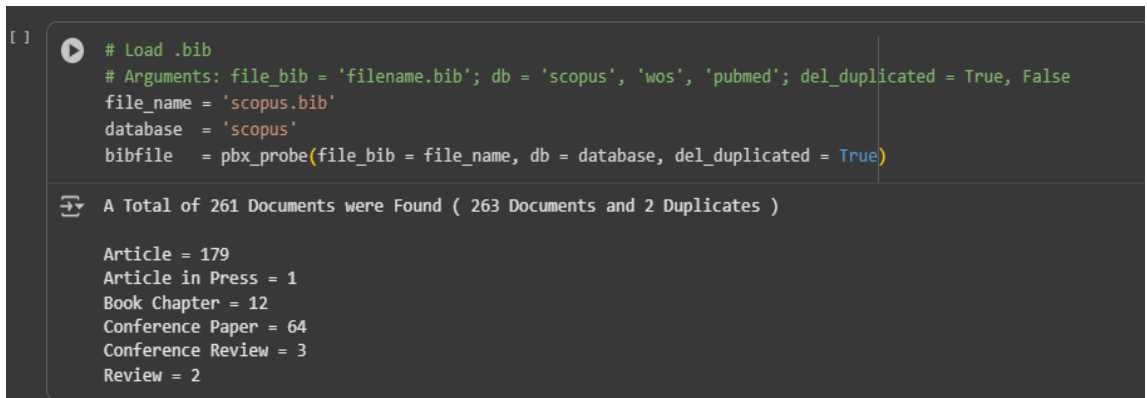 [ ]
# Load .bib
# Arguments: file_bib = 'filename.bib'; db = 'scopus', 'wos', 'pubmed'; del_duplicated = True, False
file_name = 'scopus.bib'
database  = 'scopus'
bibfile   = pbx_probe(file_bib = file_name, db = database, del_duplicated = True)
A Total of 261 Documents were Found ( 263 Documents and 2 Duplicates )
Article = 179
Article in Press = 1
Book Chapter = 12
Conference Paper = 64
Conference Review = 3
Review = 2